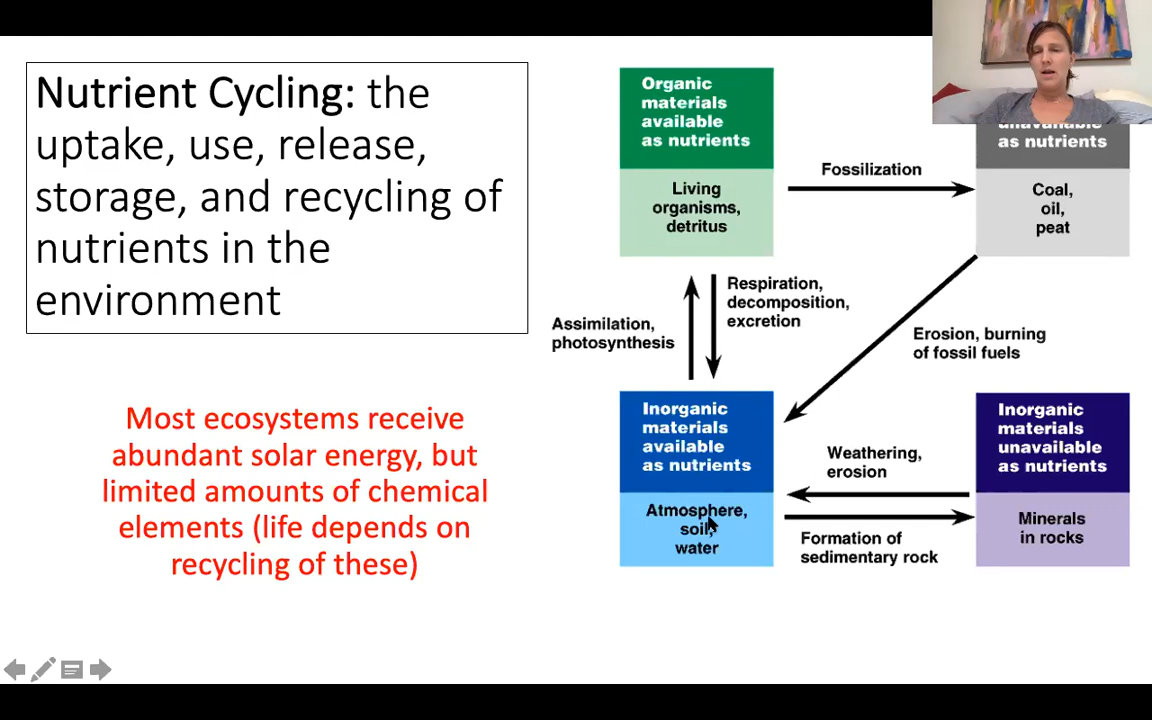 Nutrient Cycling: the
uptake, use, release,
storage, and recycling of
nutrients in the
environment
Most ecosystems receive
abundant solar energy, but
limited amounts of chemical
elements (life depends on
recycling of these)
Organic
materials
available
as nutrients
Living
organisms,
detritus
Fossilization
unavailable
as nutrients
Coal,
oil,
peat
Assimilation,
photosynthesis
Respiration,
decomposition,
excretion
Erosion, burning
of fossil fuels
Inorganic
materials
available
as nutrients
Atmosphere,
soil,
water
Weathering,
erosion
Formation of
sedimentary rock
Inorganic
materials
unavailable
as nutrients
Minerals
in rocks